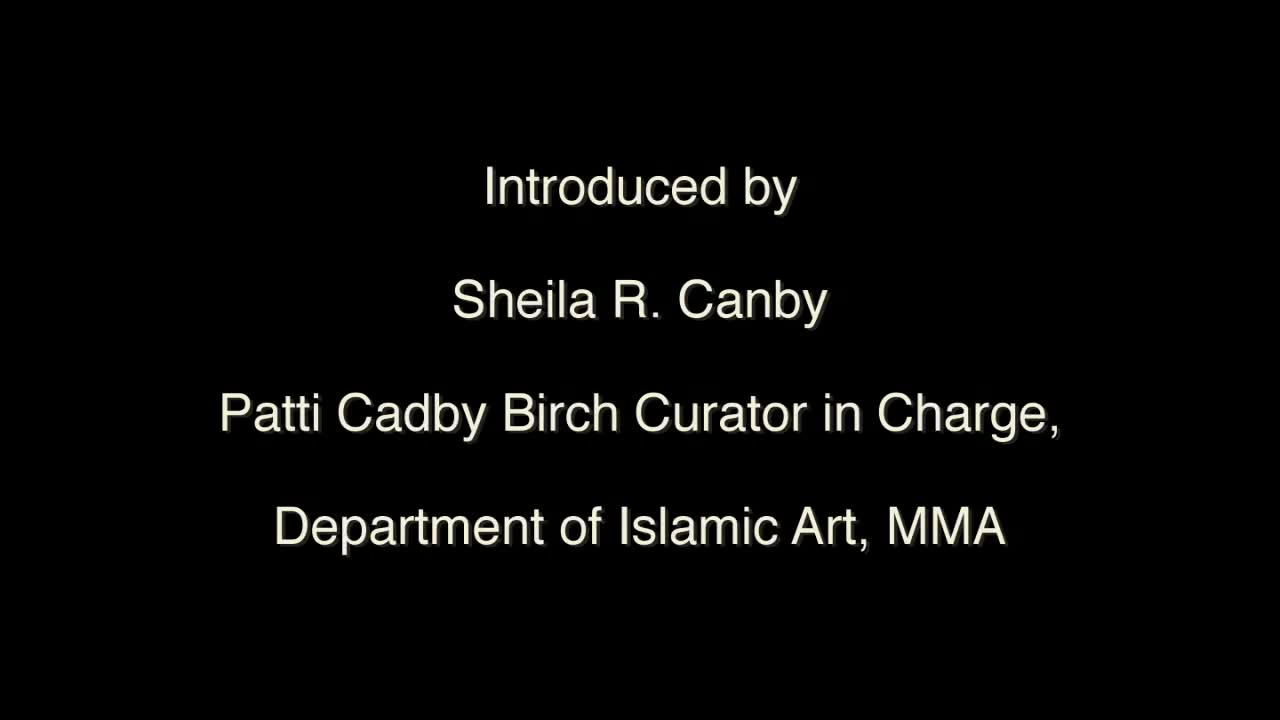 Introduced by
Sheila R. Canby
Patti Cadby Birch Curator in Charge,
Department of Islamic Art, MMA